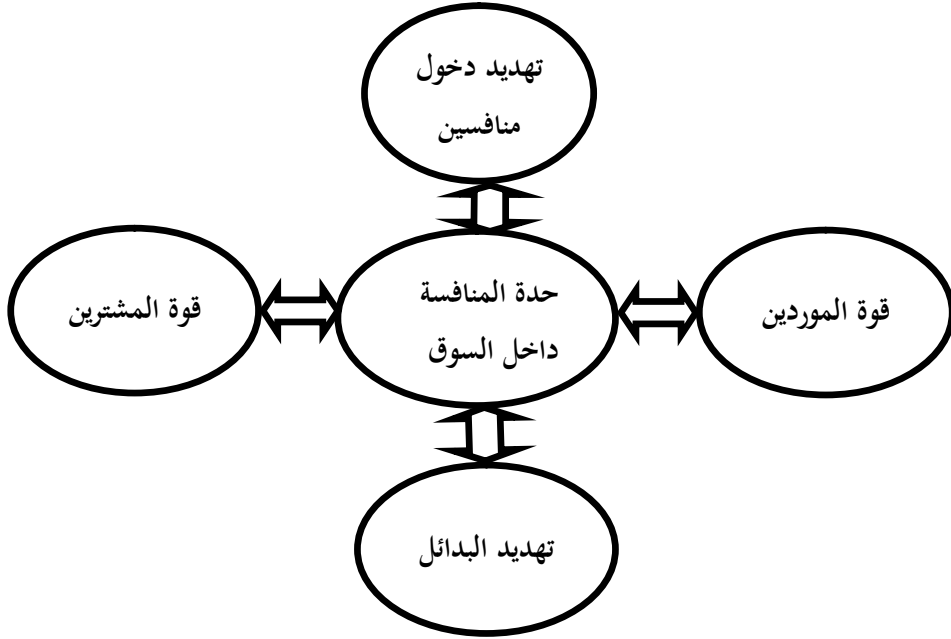 تهديد دخول
منافسين
قوة الموردين
حدة المنافسة
داخل السوق
قوة المشترين
تهديد البدائل